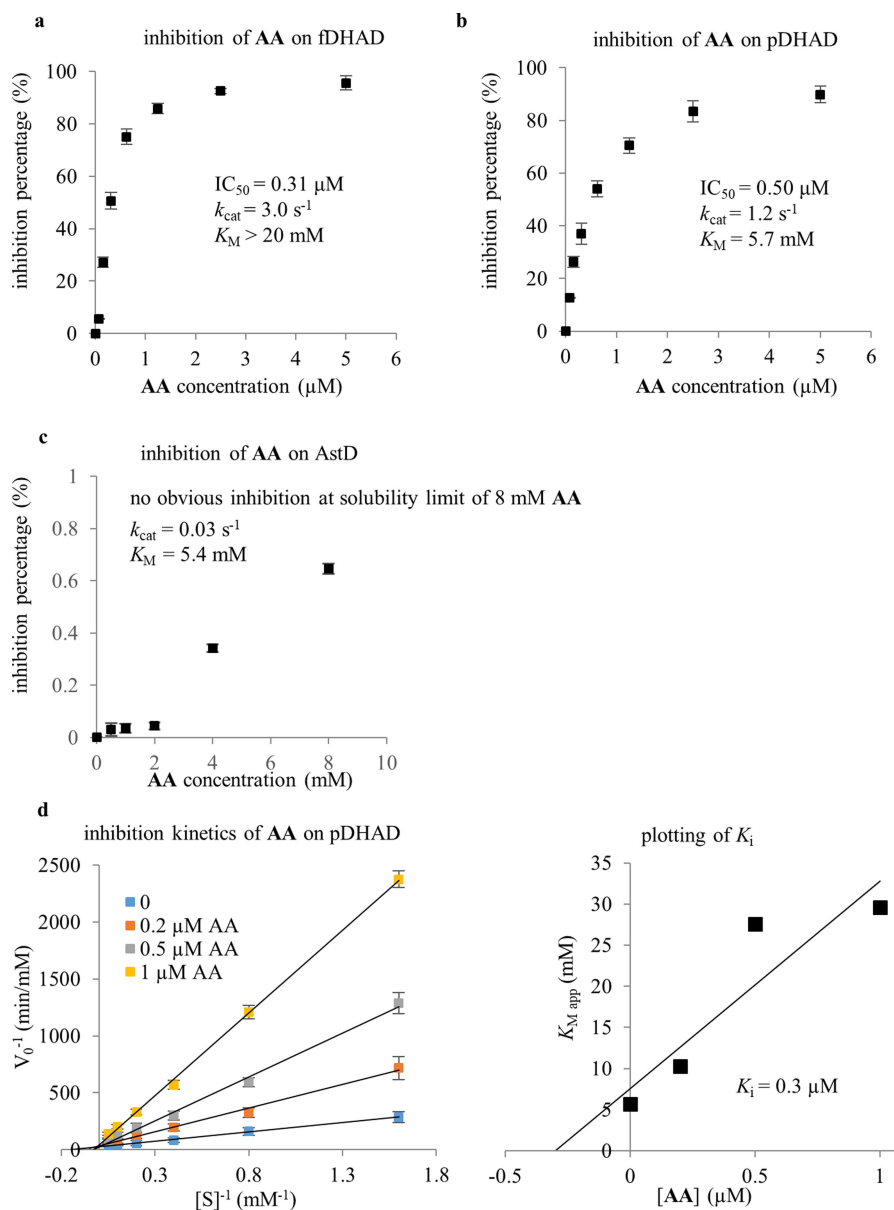 a
inhibition of AA on fDHAD
inhibition percentage (%)
100
80
60
40
20
0
IC50 = 0.31 µM
kcat = 3.0 s-1
KM > 20 mM
0 1 2 3 4 5 6
AA concentration (µM)
b
inhibition of AA on pDHAD
inhibition percentage (%)
100
80
60
40
20
0
IC50 = 0.50 µM
kcat = 1.2 s-1
KM = 5.7 mM
0 1 2 3 4 5 6
AA concentration (µM)
c
inhibition of AA on AstD
inhibition percentage (%)
1
0.8
0.6
0.4
0.2
0
no obvious inhibition at solubility limit of 8 mM AA
kcat = 0.03 s-1
KM = 5.4 mM
0 2 4 6 8 10
AA concentration (mM)
d
inhibition kinetics of AA on pDHAD
V0-1 (min/mM)
2500
2000
1500
1000
500
0
0
0.2 µM AA
0.5 µM AA
1 µM AA
-0.2 0.3 0.8 1.3 1.8
[S]-1 (mM-1)
plotting of Ki
KM app (mM)
35
30
25
20
15
10
5
0
Ki = 0.3 µM
-0.5 0 0.5 1
[AA] (µM)